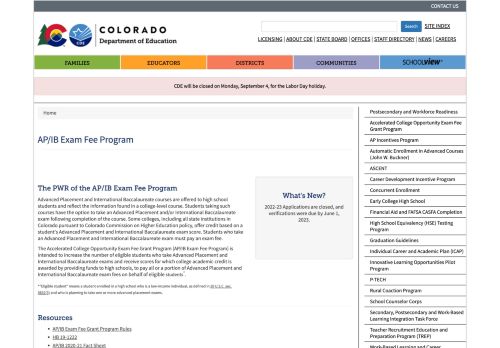 CONTACT US
COLORADO
Department of Education
CDE
Search
SITE INDEX
LICENSING | ABOUT CDE | STATE BOARD | OFFICES | STAFF DIRECTORY | NEWS | CAREERS
FAMILIES
EDUCATORS
DISTRICTS
COMMUNITIES
SCHOOLVIEW
CDE will be closed on Monday, September 4, for the Labor Day holiday.
Home
AP/IB Exam Fee Program
The PWR of the AP/IB Exam Fee Program
Advanced Placement and International Baccalaureate courses are offered to high school
students and reflect the information found in a college-level course. Students taking such
courses have the option to take an Advanced Placement and/or International Baccalaureate
exam following completion of the course. Some colleges, including all state institutions in
Colorado pursuant to Colorado Commission on Higher Education policy, offer credit based on a
student's Advanced Placement and International Baccalaureate exam score. Students who take
an Advanced Placement and International Baccalaureate exam must pay an exam fee.
The Accelerated College Opportunity Exam Fee Grant Program (AP/IB Exam Fee Program) is
intended to increase the number of eligible students who take Advanced Placement and
International Baccalaureate exams and receive scores for which college academic credit is
awarded by providing funds to high schools, to pay all or a portion of Advanced Placement and
International Baccalaureate exam fees on behalf of eligible students*.
*"Eligible student" means a student enrolled in a high school who is a low-income individual, as defined in 20 U.S.C. sec.
and who is planning to take one or more advanced placement exams.
Resources
AP/IB Exam Fee Grant Program Rules
HB 19-1222
AP/IB 2020-21 Fact Sheet
What's New?
2022-23 Applications are closed, and
verifications were due by June 1,
2023.
Postsecondary and Workforce Readiness
Accelerated College Opportunity Exam Fee
Grant Program
AP Incentives Program
Automatic Enrollment in Advanced Courses
(John W. Buckner)
ASCENT
Career Development Incentive Program
Concurrent Enrollment
Early College High School
Financial Aid and FAFSA CASFA Completion
High School Equivalency (HSE) Testing
Program
Graduation Guidelines
Individual Career and Academic Plan (ICAP)
Innovative Learning Opportunities Pilot
Program
P-TECH
Rural Coaction Program
School Counselor Corps
Secondary, Postsecondary and Work-Based
Learning Integration Task Force
Teacher Recruitment Education and
Preparation Program (TREP)
Work-Based Learning and Career